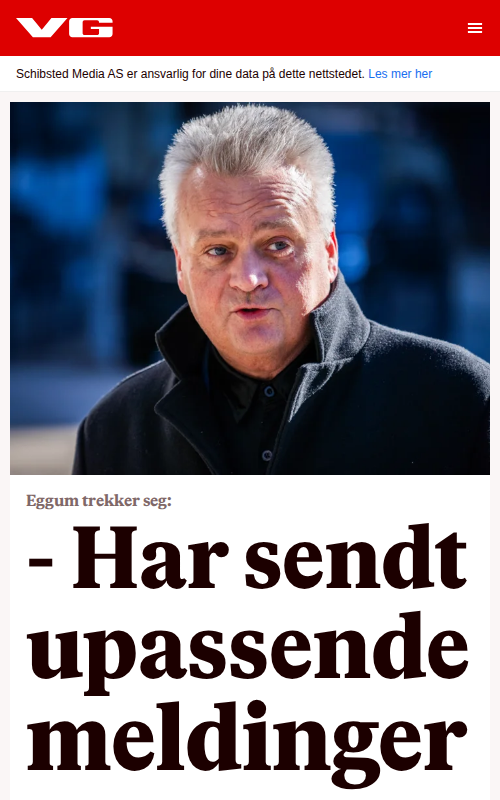 VG
Schibsted Media AS er ansvarlig for dine data på dette nettstedet. Les mer her
Eggum trekker seg:
- Har sendt
upassende
meldinger